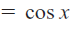 = cos x